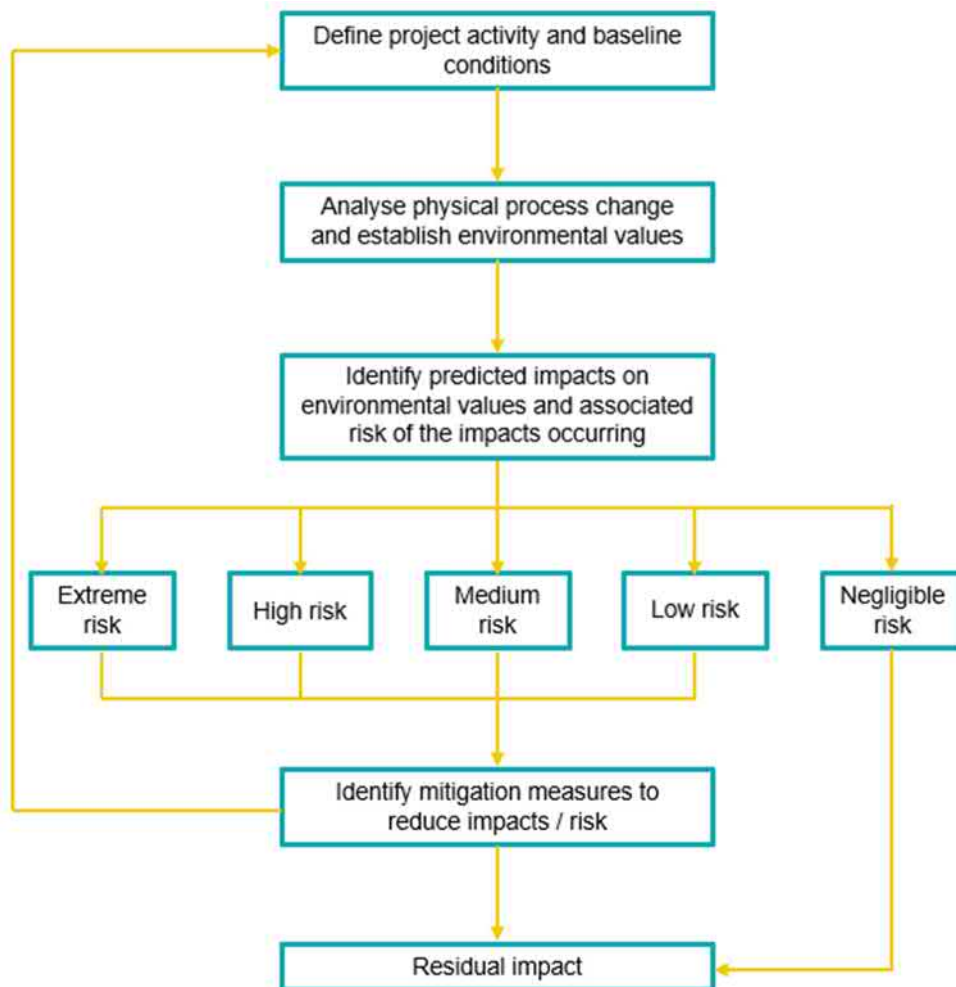 Define project activity and baseline
conditions
Analyse physical process change
and establish environmental values
Identify predicted impacts on
environmental values and associated
risk of the impacts occurring
Extreme
risk
High risk
Medium
risk
Low risk
Negligible
risk
Identify mitigation measures to
reduce impacts / risk
Residual impact